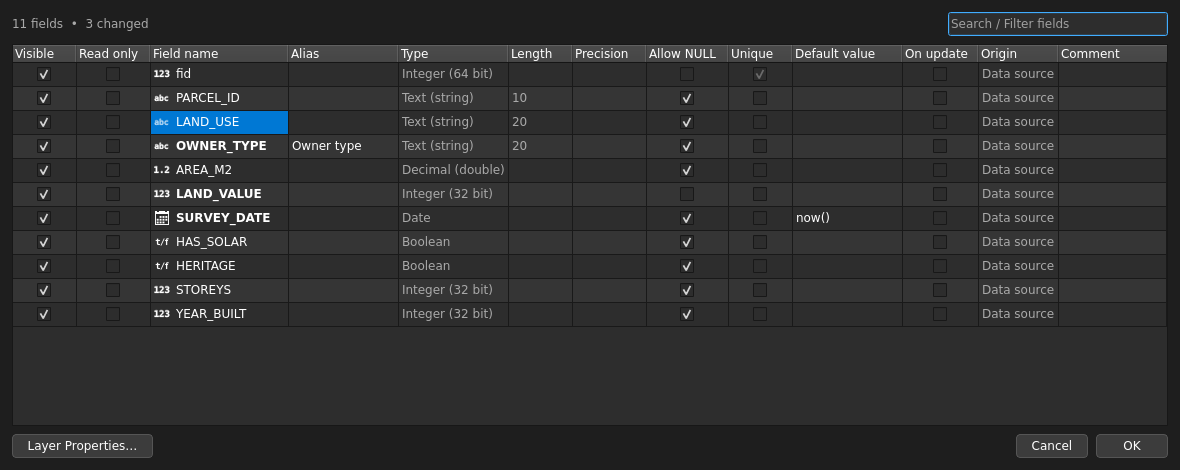 11 fields • 3 changed
Search / Filter fields
Visible Read only Field name Alias Type Length Precision Allow NULL Unique Default value On update Origin Comment
123 fid Integer (64 bit) Data source
abc PARCEL_ID Text (string) 10 Data source
abc LAND_USE Text (string) 20 Data source
abc OWNER_TYPE Owner type Text (string) 20 Data source
1.2 AREA_M2 Decimal (double) Data source
123 LAND_VALUE Integer (32 bit) Data source
SURVEY_DATE Date now() Data source
t/f HAS_SOLAR Boolean Data source
t/f HERITAGE Boolean Data source
123 STOREYS Integer (32 bit) Data source
123 YEAR_BUILT Integer (32 bit) Data source
Layer Properties... Cancel OK